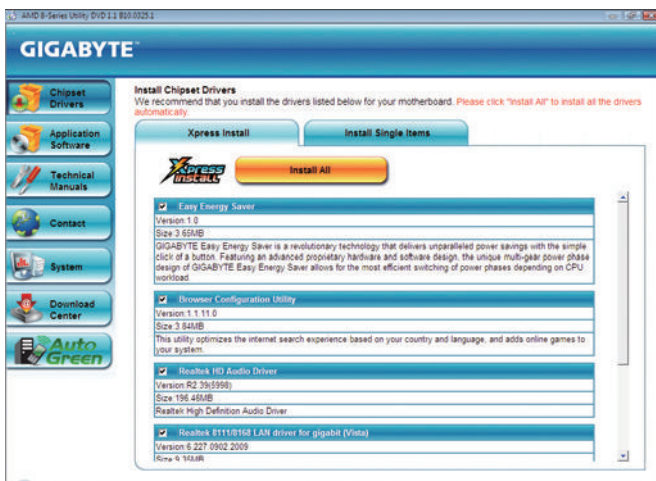 AMD 8-Series Utility DVD 1.1 B10.0325.1
GIGABYTE™
Chipset
Drivers
Application
Software
Technical
Manuals
Contact
System
Download
Center
Auto
Green
Install Chipset Drivers
We recommend that you install the drivers listed below for your motherboard. Please click "Install All" to install all the drivers
automatically.
Xpress Install
Install Single Items
Xpress
INSTALL
Install All
Easy Energy Saver
Version:1.0
Size:3.65MB
GIGABYTE Easy Energy Saver is a revolutionary technology that delivers unparalleled power savings with the simple
click of a button. Featuring an advanced proprietary hardware and software design, the unique multi-gear power phase
design of GIGABYTE Easy Energy Saver allows for the most efficient switching of power phases depending on CPU
workload.
Browser Configuration Utility
Version:1.1.11.0
Size:3.84MB
This utility optimizes the internet search experience based on your country and language, and adds online games to
your system.
Realtek HD Audio Driver
Version:R2.39(5998)
Size:196.46MB
Realtek High Definition Audio Driver
Realtek 8111/8168 LAN driver for gigabit (Vista)
Version:6.227.0902.2009
Size:9.35MB